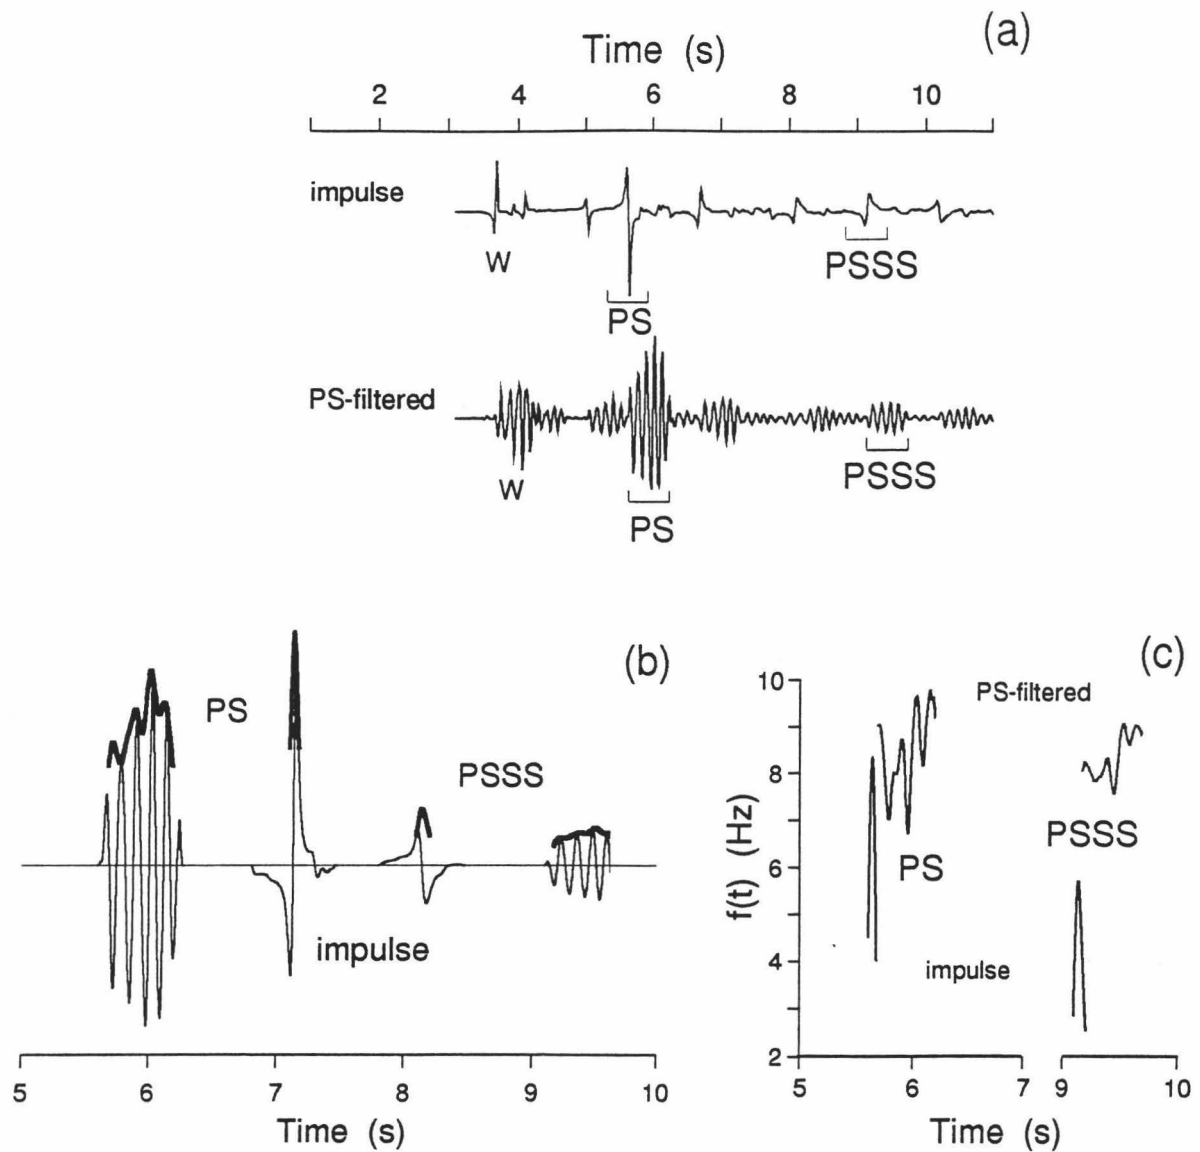 (a)
Time (s)
2 4 6 8 10
impulse
W
PSSS
PS
PS-filtered
W
PSSS
PS
(b)
PS
PSSS
impulse
5 6 7 8 9 10
Time (s)
(c)
10
8
6
4
2
f(t) (Hz)
PS-filtered
PSSS
PS
impulse
5 6 7 9 10
Time (s)